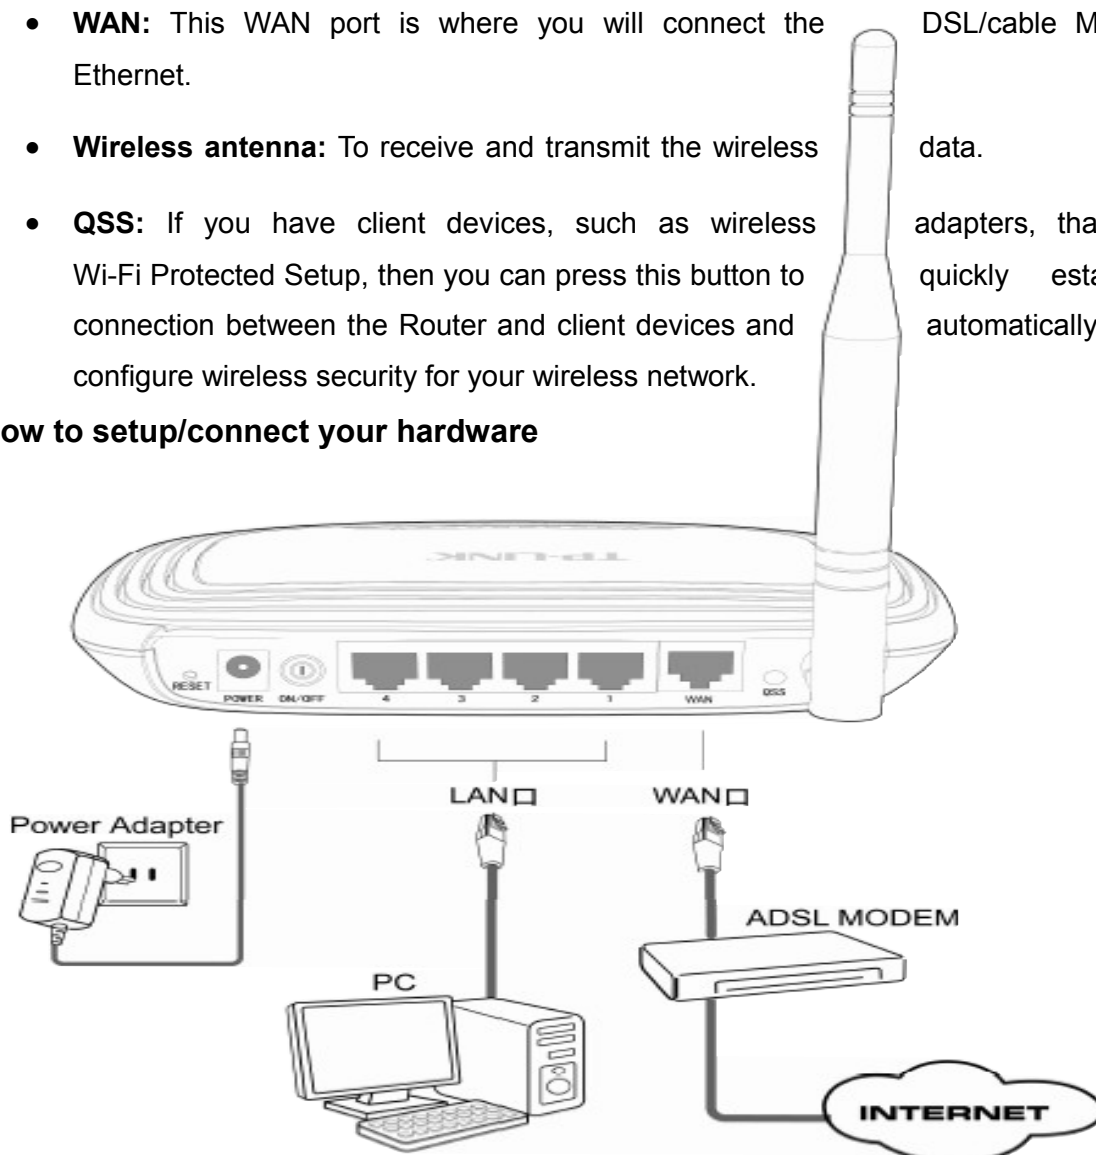 • WAN: This WAN port is where you will connect the DSL/cable M
Ethernet.
• Wireless antenna: To receive and transmit the wireless data.
• QSS: If you have client devices, such as wireless adapters, tha
Wi-Fi Protected Setup, then you can press this button to quickly esta
connection between the Router and client devices and automatically
configure wireless security for your wireless network.
ow to setup/connect your hardware
TP-LINK
RESET POWER ON/OFF 4 3 2 1 WAN QSS
LAN口 WAN口
Power Adapter
ADSL MODEM
PC
INTERNET